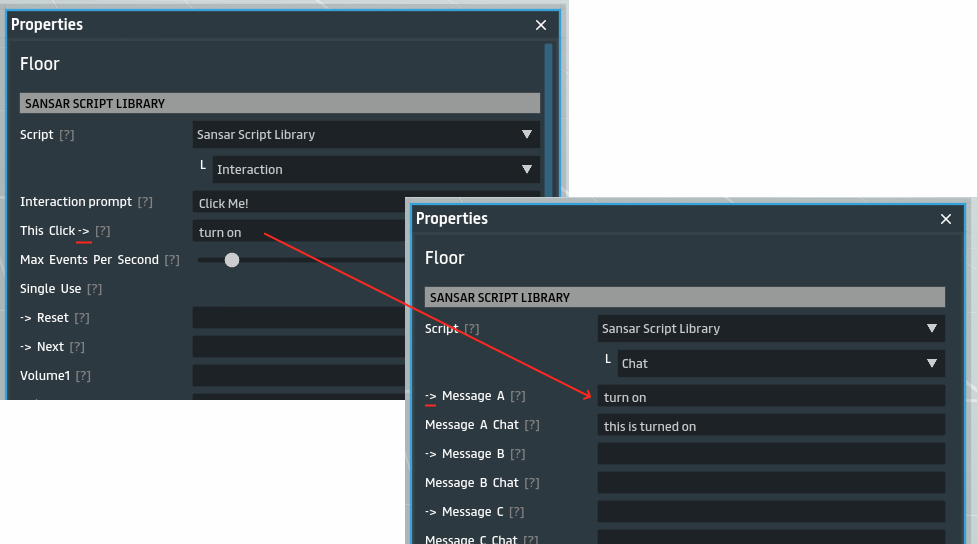 Properties
Floor
SANSAR SCRIPT LIBRARY
Script [?] Sansar Script Library
Interaction
Interaction prompt [?] Click Me!
This Click -> [?] turn on
Max Events Per Second [?]
Single Use [?]
-> Reset [?]
-> Next [?]
Volume1 [?]
Properties
Floor
SANSAR SCRIPT LIBRARY
Script [?] Sansar Script Library
Chat
-> Message A [?] turn on
Message A Chat [?] this is turned on
-> Message B [?]
Message B Chat [?]
-> Message C [?]
Message C Chat [?]